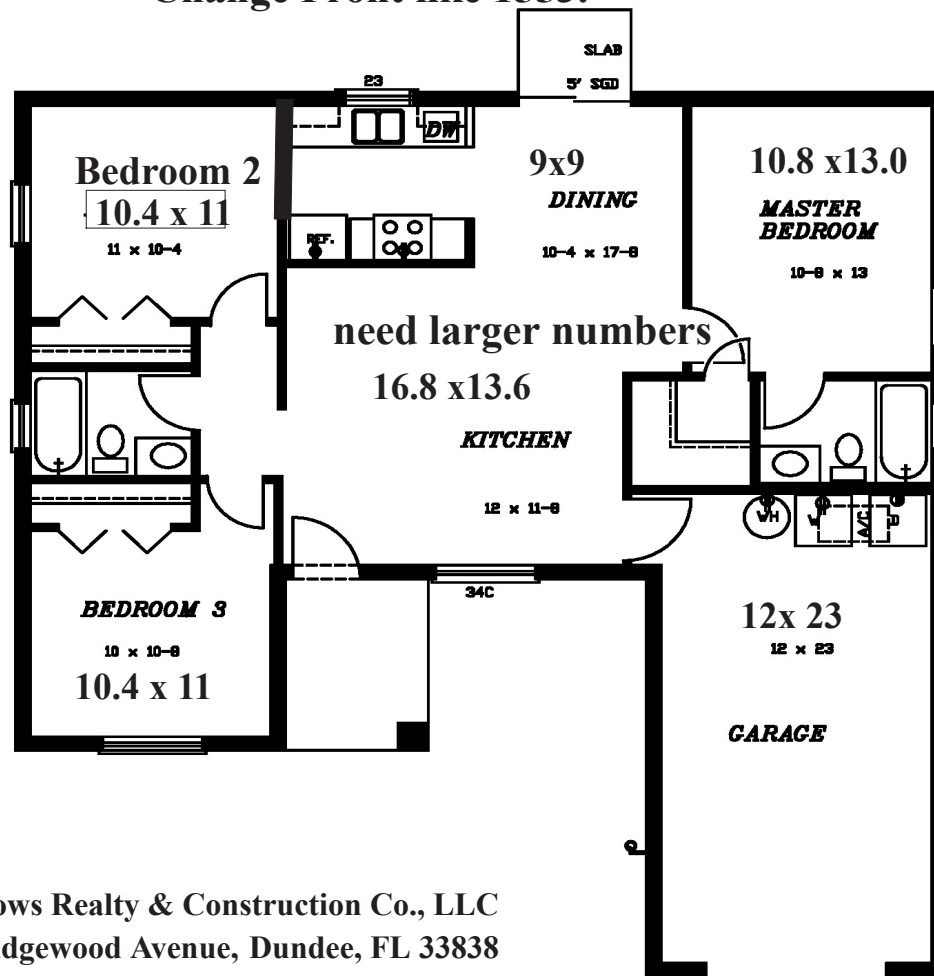 Change Front line 1333.
SLAB
23
5' SGD
DW
Bedroom 2
10.4 x 11
11 x 10-4
9x9
DINING
10-4 x 17-8
10.8 x13.0
MASTER
BEDROOM
10-8 x 13
REF.
need larger numbers
16.8 x13.6
KITCHEN
12 x 11-8
WH
W
A/C
D
34C
BEDROOM 3
10 x 10-8
10.4 x 11
12x 23
12 x 23
GARAGE
ows Realty & Construction Co., LLC
dgewood Avenue, Dundee, FL 33838